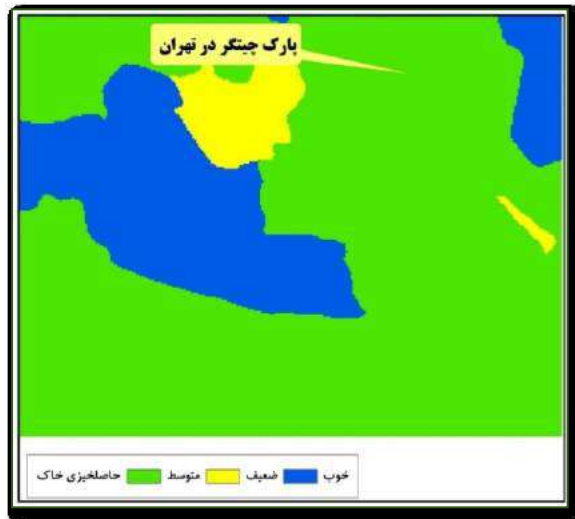 پارک چیتگر در تهران
حاصلخیزی خاک متوسط ضعیف خوب